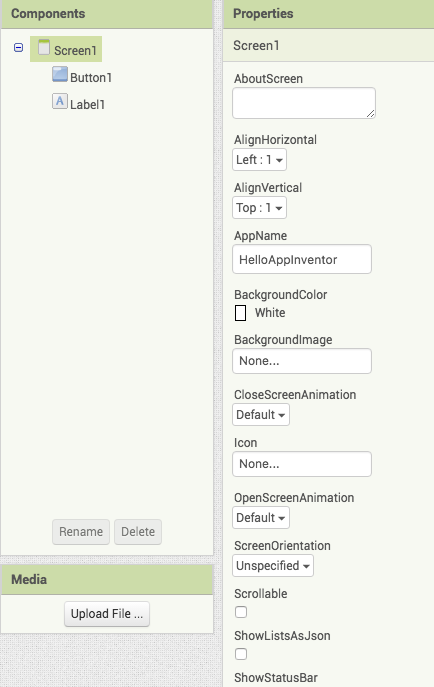 Components
Screen1
Button1
A Label1
Rename Delete
Media
Upload File ...
Properties
Screen1
AboutScreen
AlignHorizontal
Left : 1
AlignVertical
Top : 1
AppName
HelloAppInventor
BackgroundColor
White
BackgroundImage
None...
CloseScreenAnimation
Default
Icon
None...
OpenScreenAnimation
Default
ScreenOrientation
Unspecified
Scrollable
ShowListsAsJson
ShowStatusBar